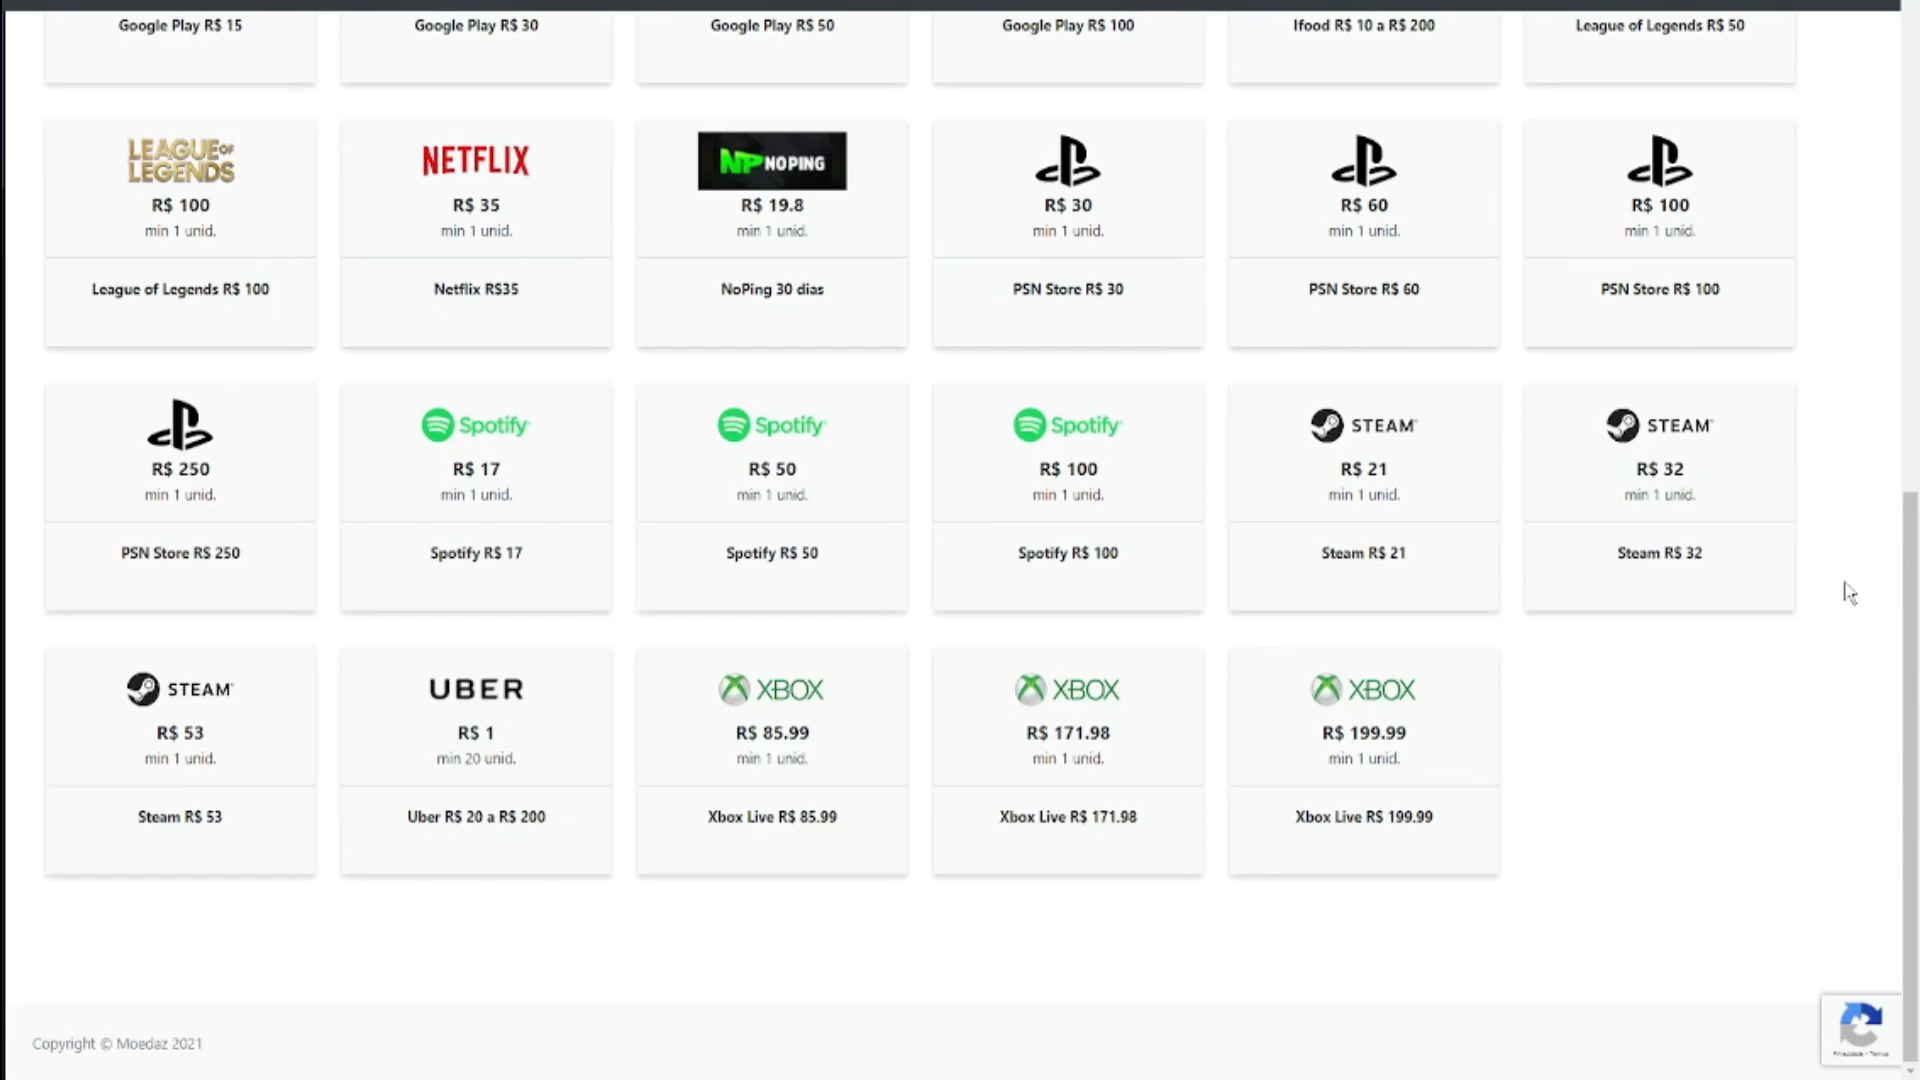 Google Play R$ 15
Google Play R$ 30
Google Play R$ 50
Google Play R$ 100
Ifood R$ 10 a R$ 200
League of Legends R$ 50
LEAGUE OF
LEGENDS
R$ 100
min 1 unid.
League of Legends R$ 100
NETFLIX
R$ 35
min 1 unid.
Netflix R$35
NP NOPING
R$ 19.8
min 1 unid.
NoPing 30 dias
R$ 30
min 1 unid.
PSN Store R$ 30
R$ 60
min 1 unid.
PSN Store R$ 60
R$ 100
min 1 unid.
PSN Store R$ 100
R$ 250
min 1 unid.
PSN Store R$ 250
Spotify
R$ 17
min 1 unid.
Spotify R$ 17
Spotify
R$ 50
min 1 unid.
Spotify R$ 50
Spotify
R$ 100
min 1 unid.
Spotify R$ 100
STEAM
R$ 21
min 1 unid.
Steam R$ 21
STEAM
R$ 32
min 1 unid.
Steam R$ 32
STEAM
R$ 53
min 1 unid.
Steam R$ 53
UBER
R$ 1
min 20 unid.
Uber R$ 20 a R$ 200
XBOX
R$ 85.99
min 1 unid.
Xbox Live R$ 85.99
XBOX
R$ 171.98
min 1 unid.
Xbox Live R$ 171.98
XBOX
R$ 199.99
min 1 unid.
Xbox Live R$ 199.99
Copyright © Moedaz 2021
Privacidade - Termos